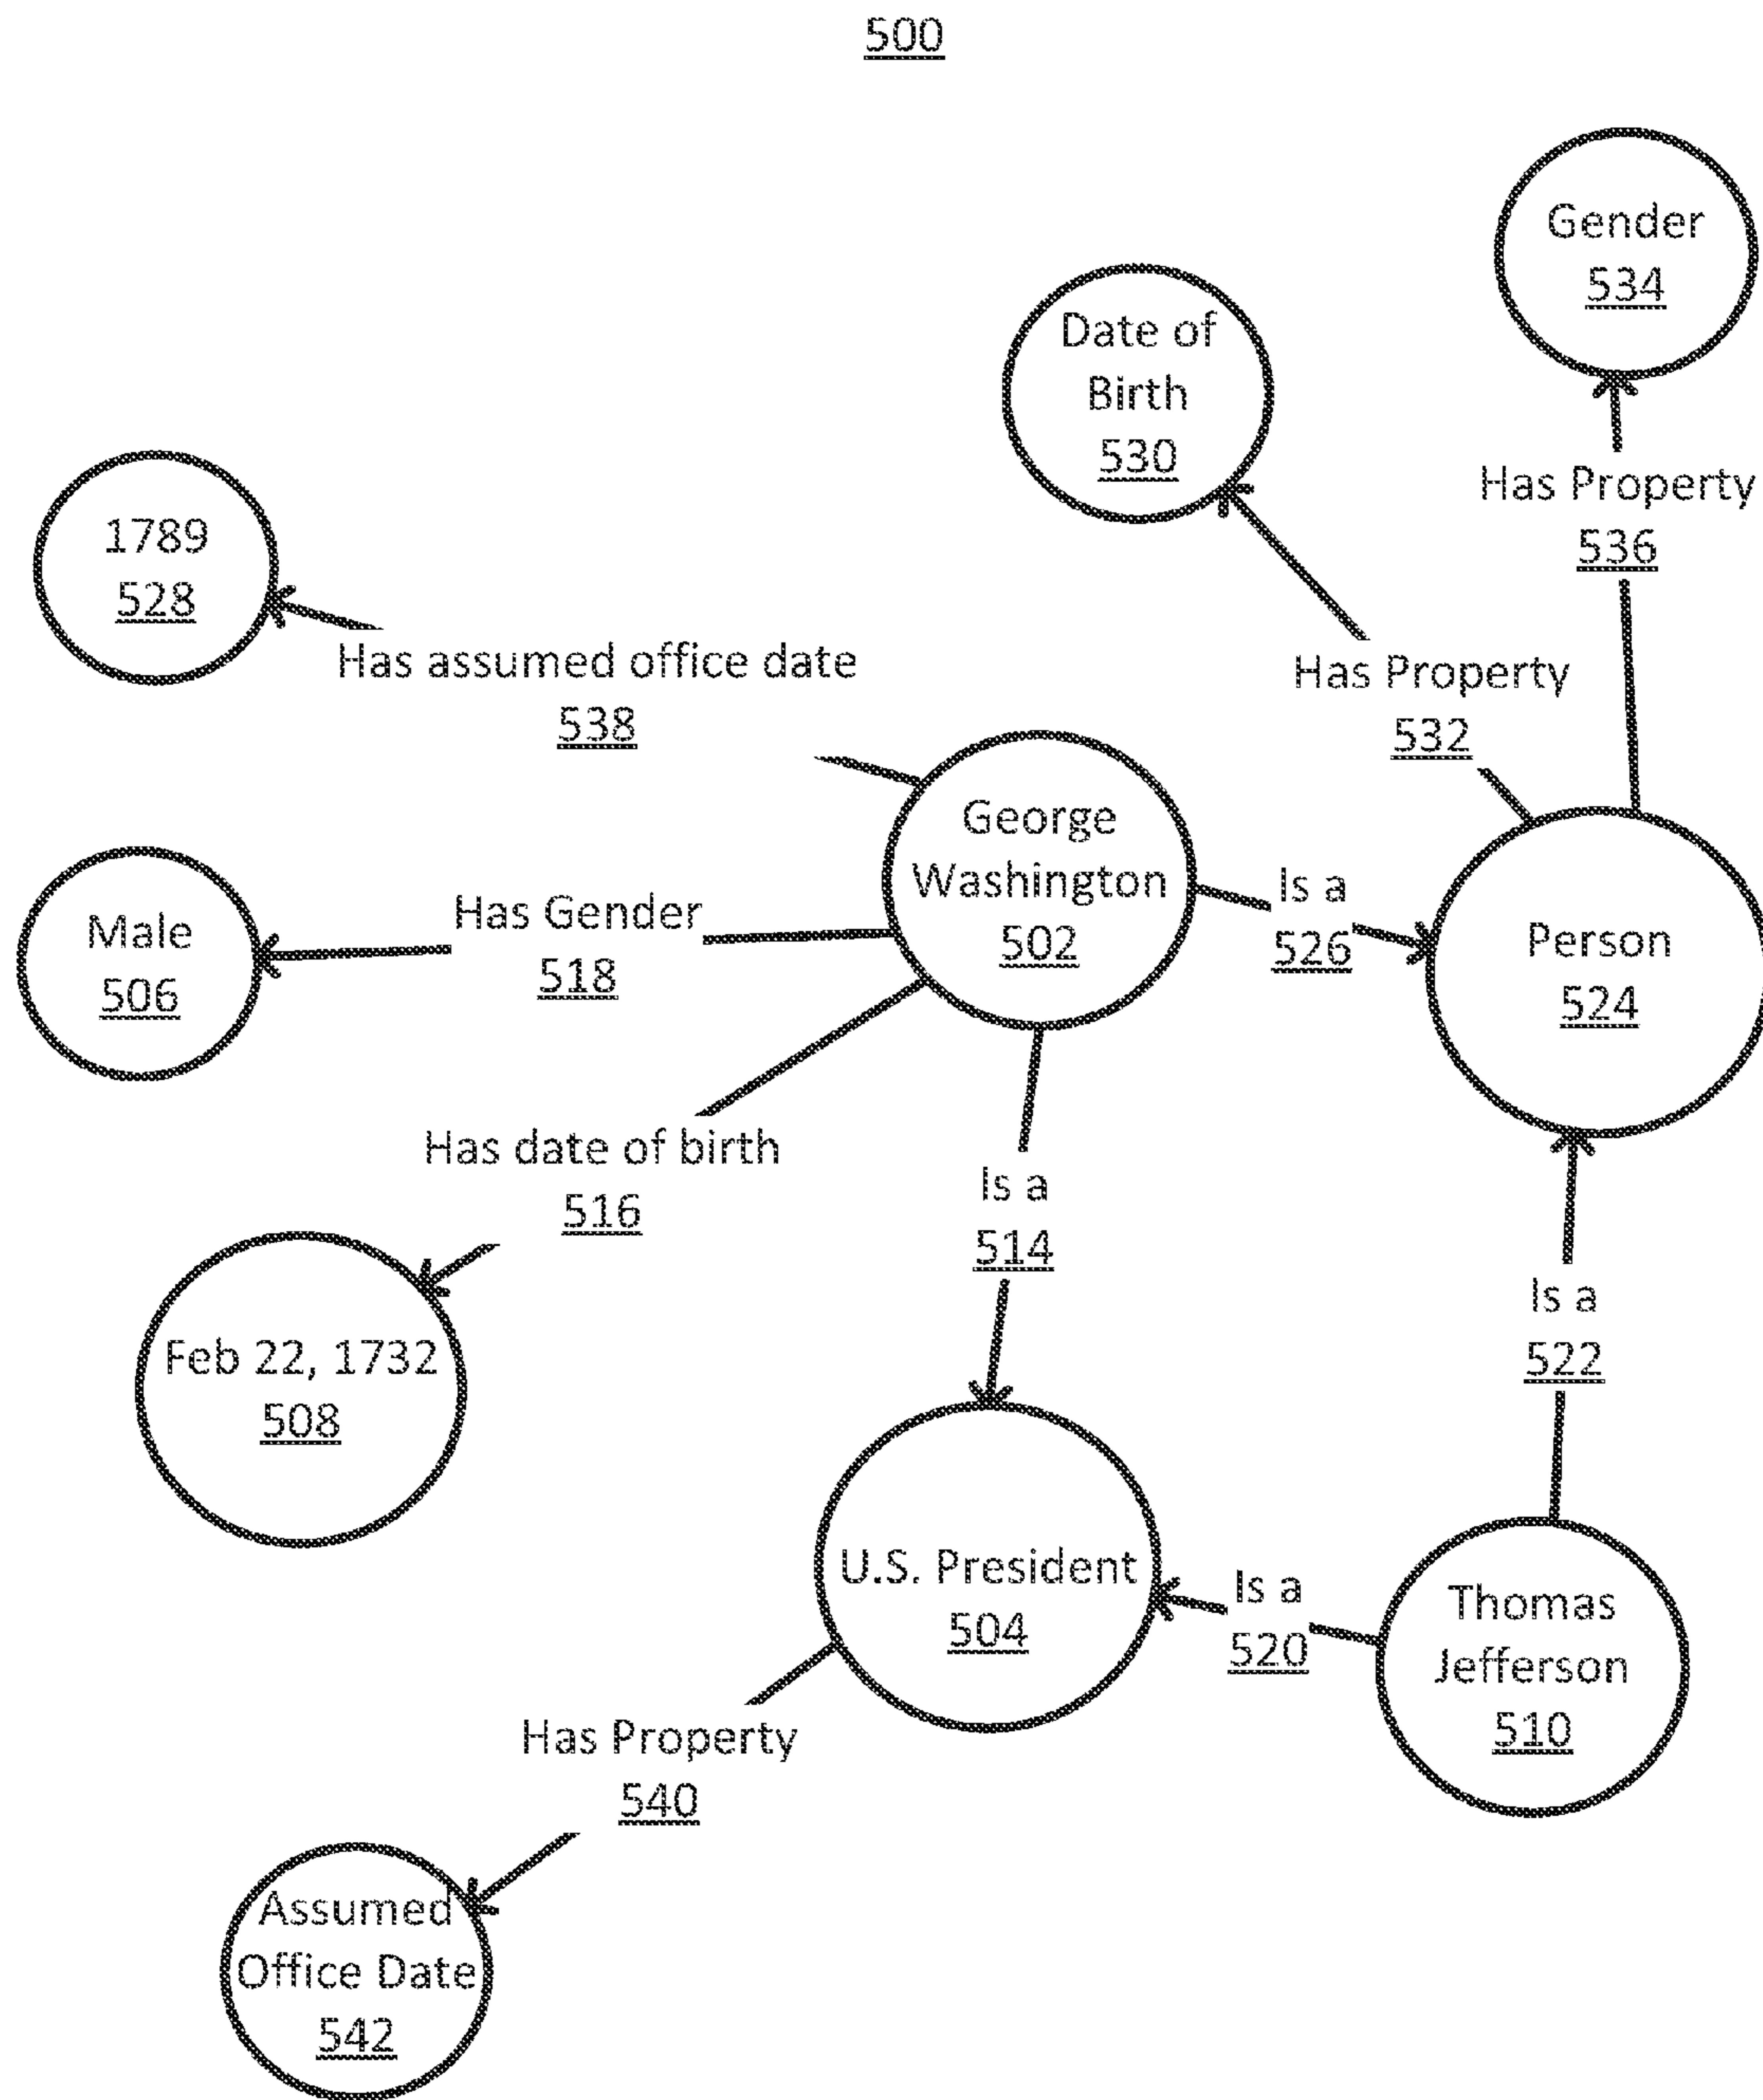 500
Gender
534
Date of
Birth
530
Has Property
536
1789
528
Has assumed office date
538
Has Property
532
George
Washington
502
Is a
526
Person
524
Male
506
Has Gender
518
Has date of birth
516
Is a
514
Feb 22, 1732
508
Is a
522
U.S. President
504
Is a
520
Thomas
Jefferson
510
Has Property
540
Assumed
Office Date
542